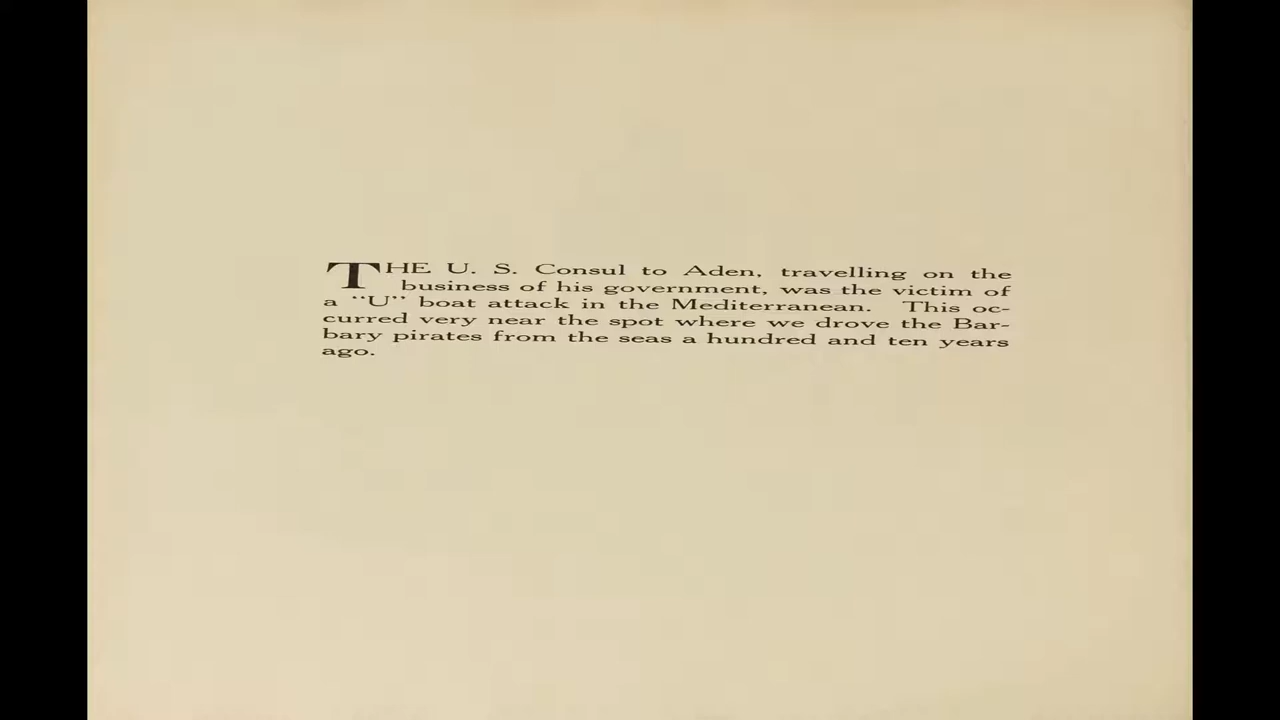 THE U. S. Consul to Aden, travelling on the
business of his government, was the victim of
a "U" boat attack in the Mediterranean. This oc-
curred very near the spot where we drove the Bar-
bary pirates from the seas a hundred and ten years
ago.